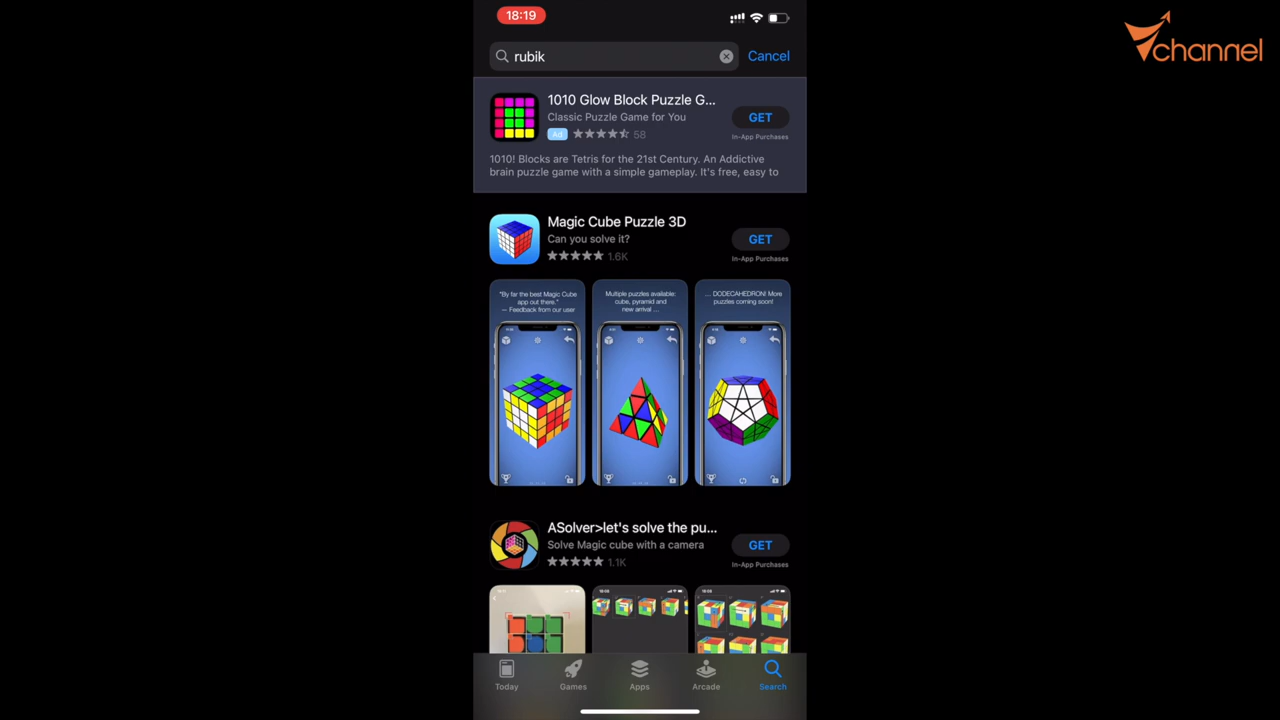 18:19
channel
rubik
Cancel
1010 Glow Block Puzzle G...
Classic Puzzle Game for You
GET
Ad
58
In-App Purchases
1010! Blocks are Tetris for the 21st Century. An Addictive
brain puzzle game with a simple gameplay. It's free, easy to
Magic Cube Puzzle 3D
Can you solve it?
GET
1.6K
In-App Purchases
"By far the best Magic Cube
app out there."
— Feedback from our user
Multiple puzzles available:
cube, pyramid and
new arrival ...
... DODECAHEDRON! More
puzzles coming soon!
ASolver>let's solve the pu...
Solve Magic cube with a camera
GET
1.1K
In-App Purchases
Today
Games
Apps
Arcade
Search